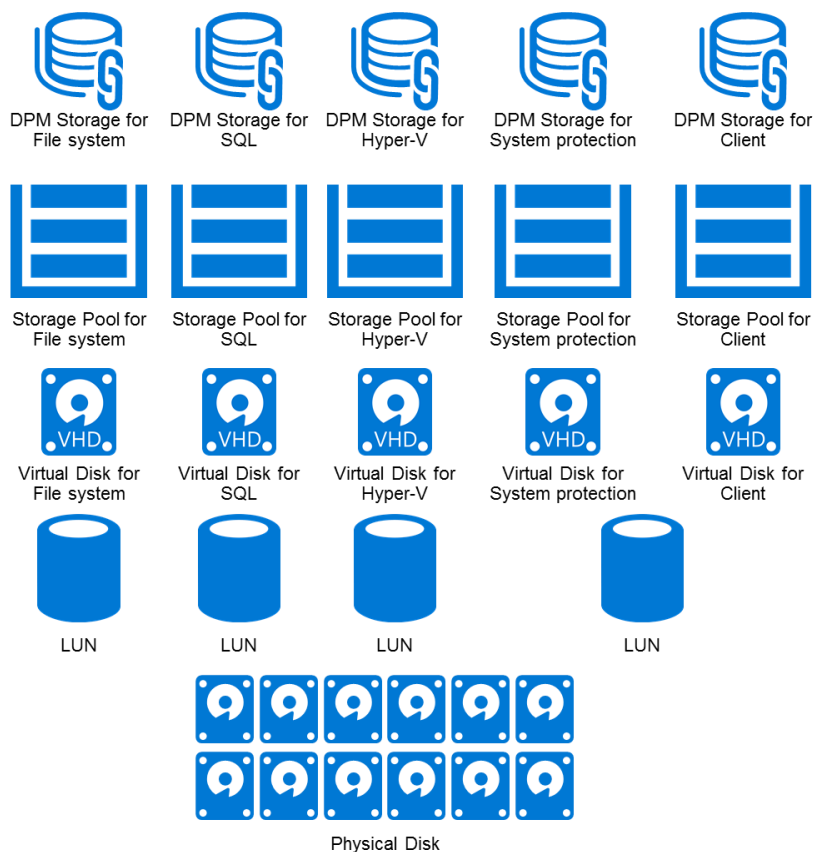 DPM Storage for
File system
DPM Storage for
SQL
DPM Storage for
Hyper-V
DPM Storage for
System protection
DPM Storage for
Client
Storage Pool for
File system
Storage Pool for
SQL
Storage Pool for
Hyper-V
Storage Pool for
System protection
Storage Pool for
Client
VHD
VHD
VHD
VHD
VHD
Virtual Disk for
File system
Virtual Disk for
SQL
Virtual Disk for
Hyper-V
Virtual Disk for
System protection
Virtual Disk for
Client
LUN
LUN
LUN
LUN
Physical Disk